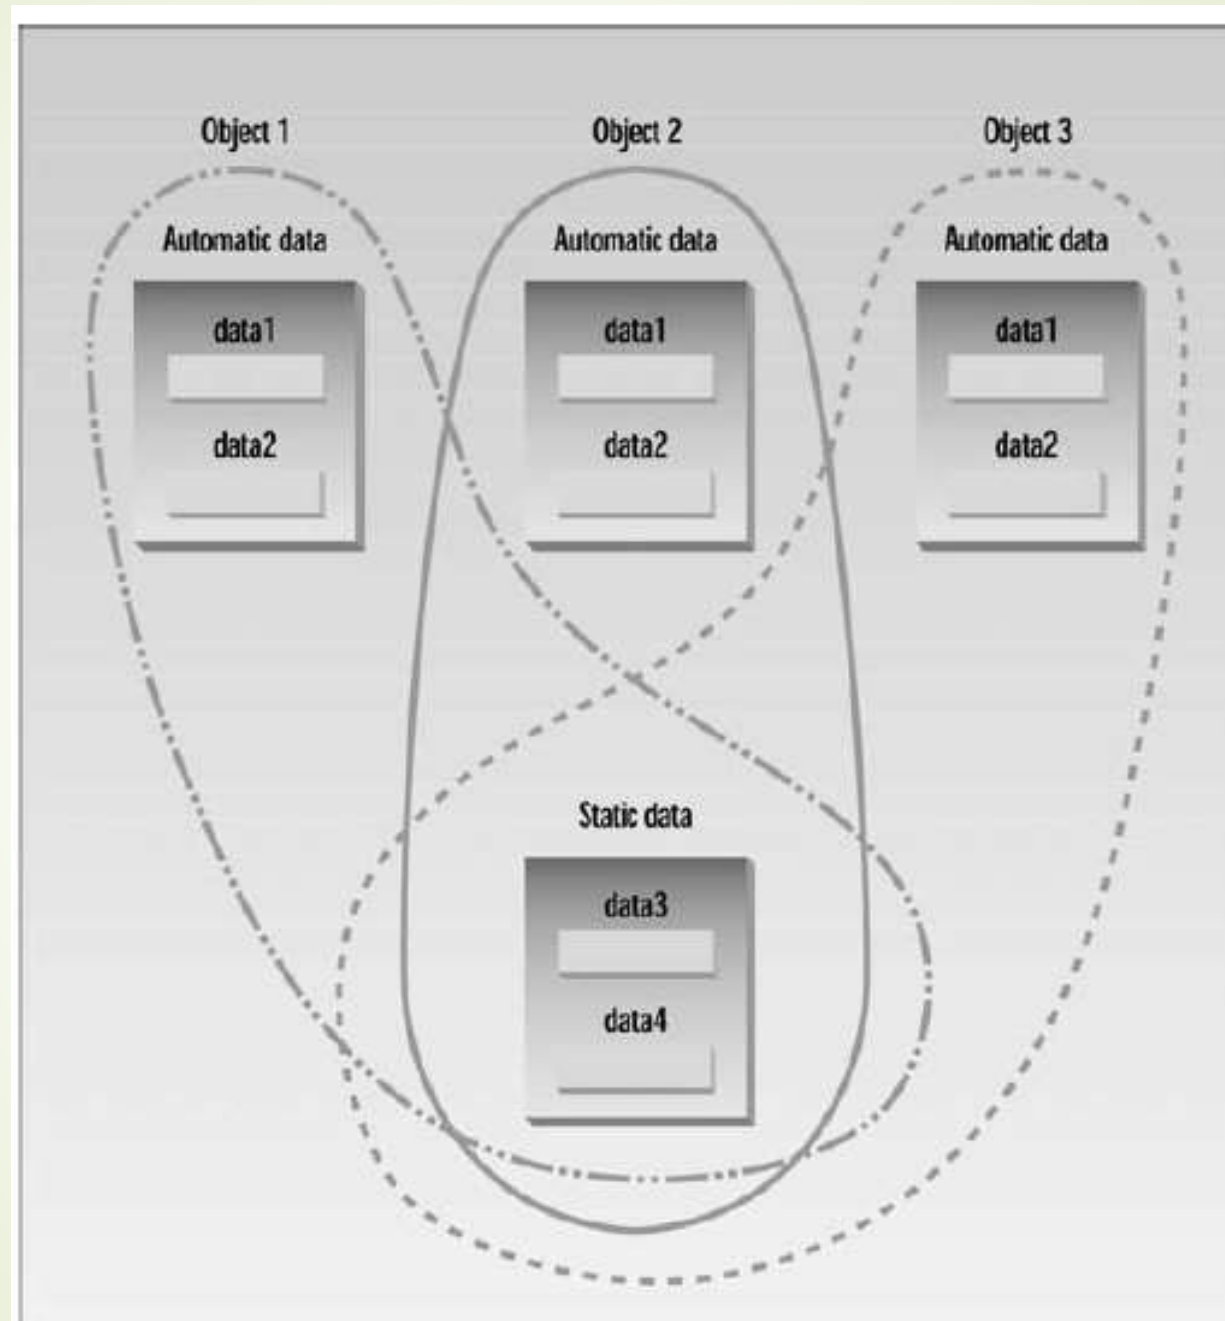 Object 1 Object 2 Object 3
Automatic data Automatic data Automatic data
data1 data1 data1
data2 data2 data2
Static data
data3
data4